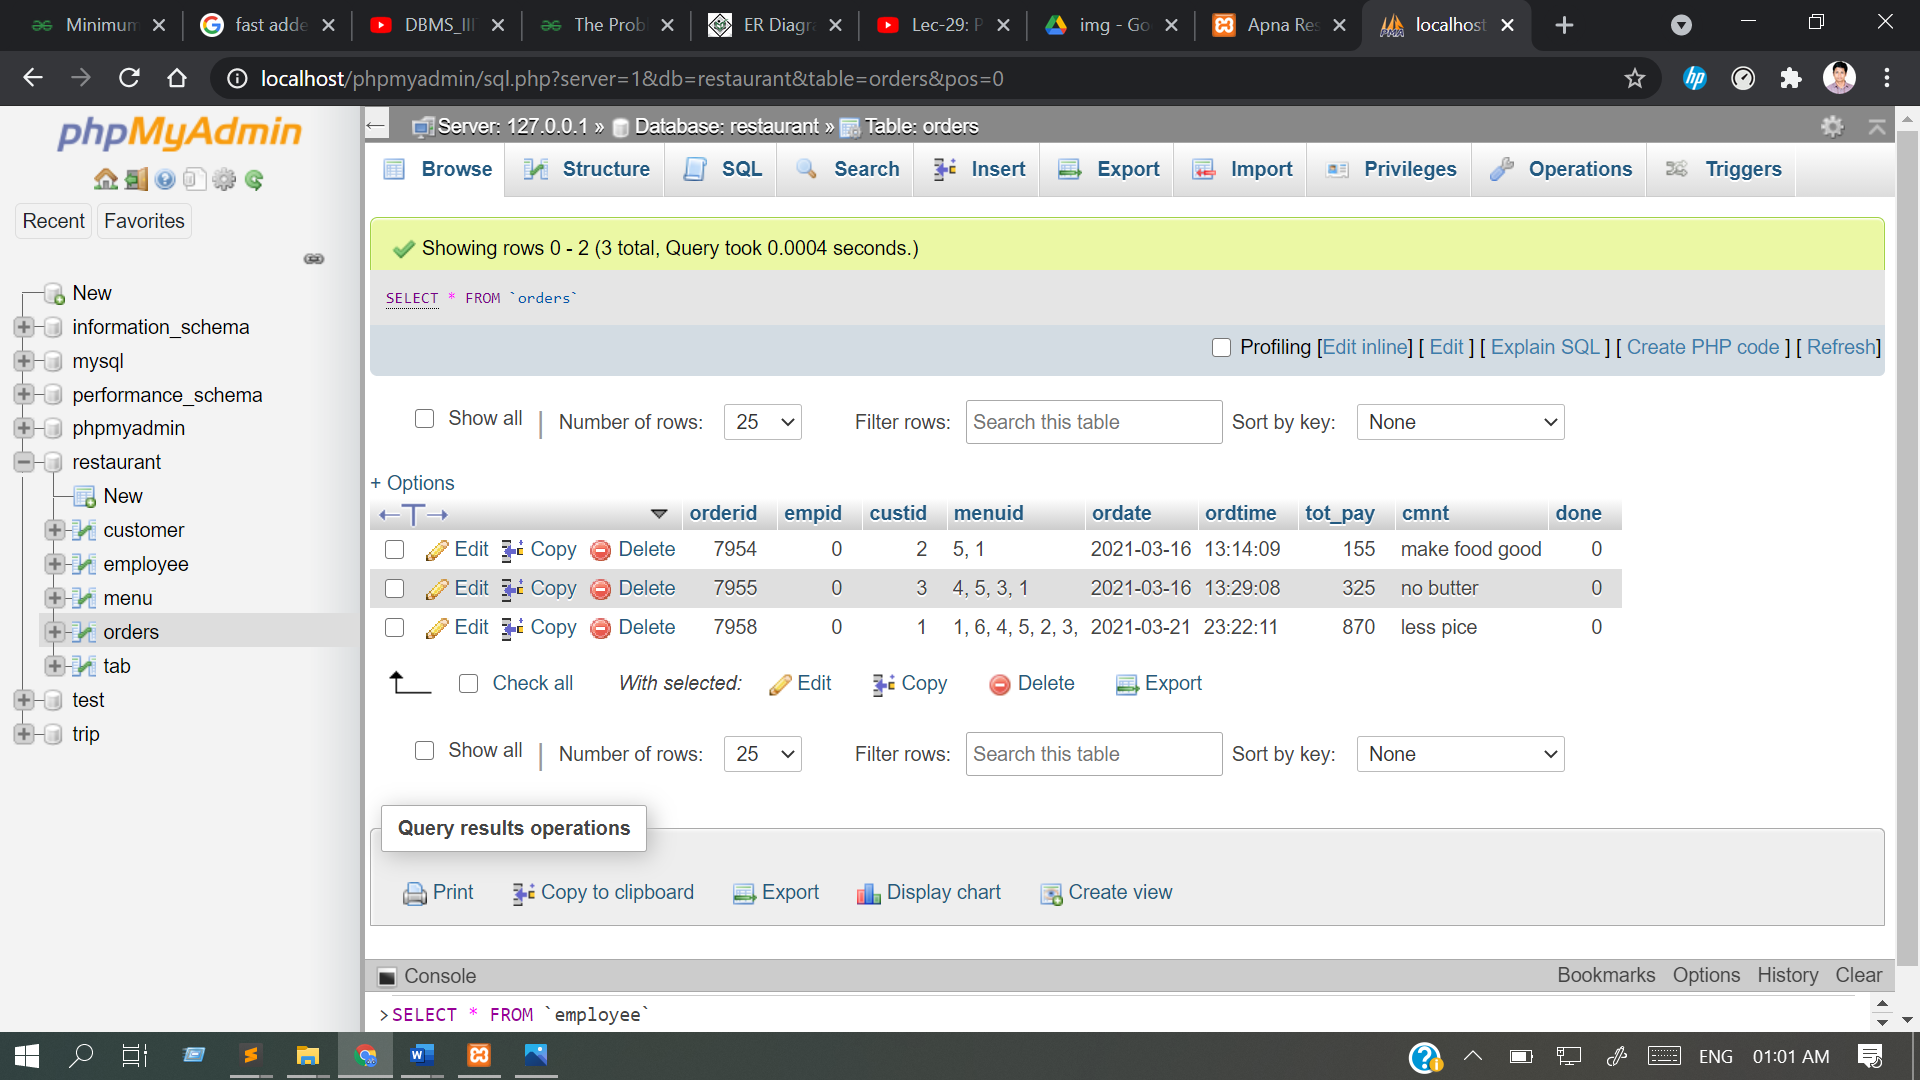 Minimum fast adde DBMS_III The Prob ER Diagra Lec-29: P img - Go Apna Res localhost
localhost/phpmyadmin/sql.php?server=1&db=restaurant&table=orders&pos=0
phpMyAdmin
Recent Favorites
New
information_schema
mysql
performance_schema
phpmyadmin
restaurant
New
customer
employee
menu
orders
tab
test
trip
Server: 127.0.0.1 » Database: restaurant » Table: orders
Browse Structure SQL Search Insert Export Import Privileges Operations Triggers
Showing rows 0 - 2 (3 total, Query took 0.0004 seconds.)
SELECT * FROM `orders`
Profiling [Edit inline] [ Edit ] [ Explain SQL ] [ Create PHP code ] [ Refresh]
Show all | Number of rows: 25 Filter rows: Search this table Sort by key: None
+ Options
←T→ orderid empid custid menuid ordate ordtime tot_pay cmnt done
Edit Copy Delete 7954 0 2 5, 1 2021-03-16 13:14:09 155 make food good 0
Edit Copy Delete 7955 0 3 4, 5, 3, 1 2021-03-16 13:29:08 325 no butter 0
Edit Copy Delete 7958 0 1 1, 6, 4, 5, 2, 3, 2021-03-21 23:22:11 870 less pice 0
Check all With selected: Edit Copy Delete Export
Show all | Number of rows: 25 Filter rows: Search this table Sort by key: None
Query results operations
Print Copy to clipboard Export Display chart Create view
Console Bookmarks Options History Clear
>SELECT * FROM `employee`
ENG 01:01 AM